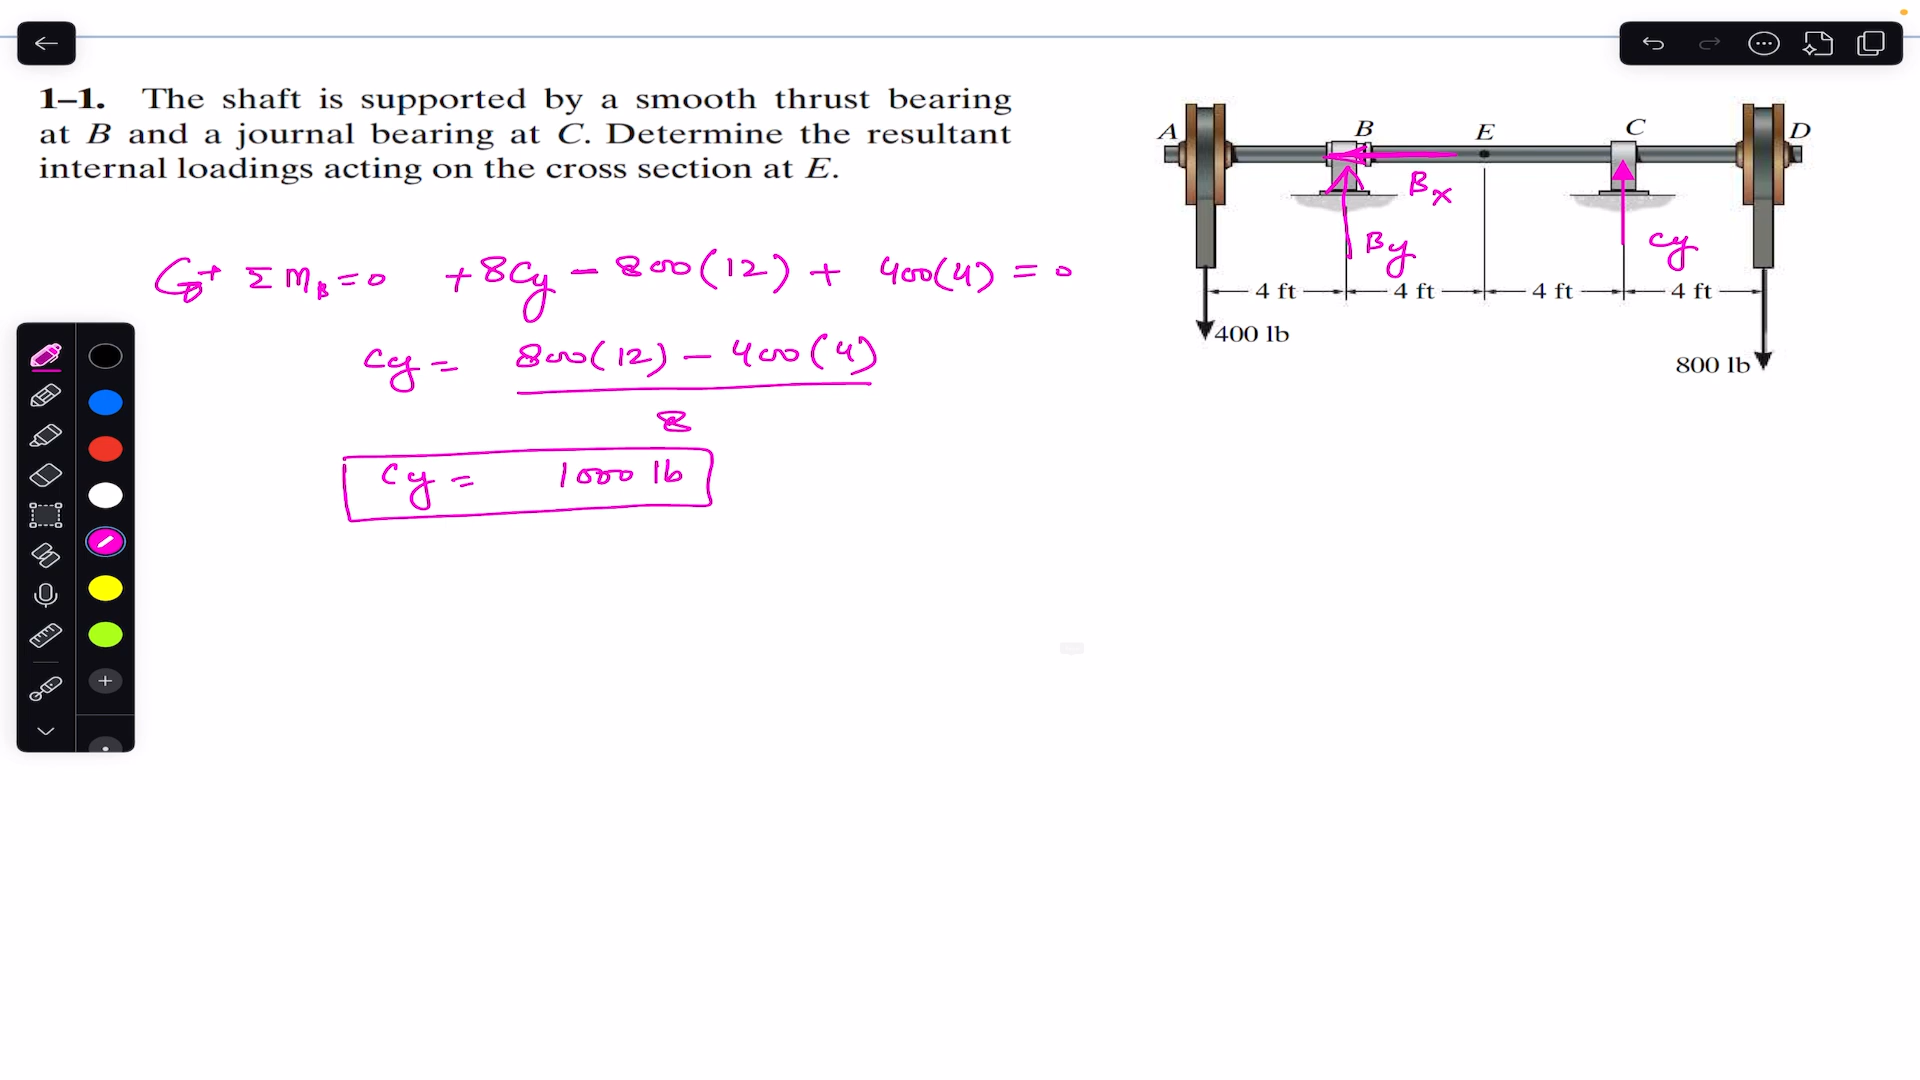 1–1. The shaft is supported by a smooth thrust bearing
at B and a journal bearing at C. Determine the resultant
internal loadings acting on the cross section at E.
A B E C D
Bx
By
Cy
4 ft 4 ft 4 ft 4 ft
400 lb
800 lb
+ Σ M_B = 0 +8Cy − 800(12) + 400(4) = 0
Cy = 800(12) − 400(4)
8
Cy = 1000 lb